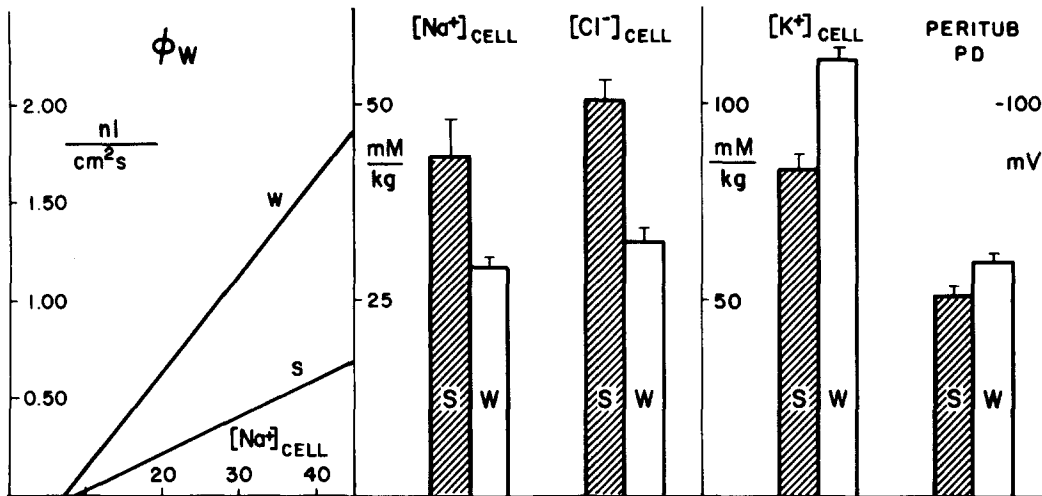 ϕW
2.00
nl
cm²s
1.50
1.00
0.50
W
S
[Na⁺]CELL
20
30
40
[Na⁺]CELL
50
mM
kg
25
S W
[Cl⁻]CELL
S W
[K⁺]CELL
100
mM
kg
50
S W
PERITUB
PD
-100
mV
S W